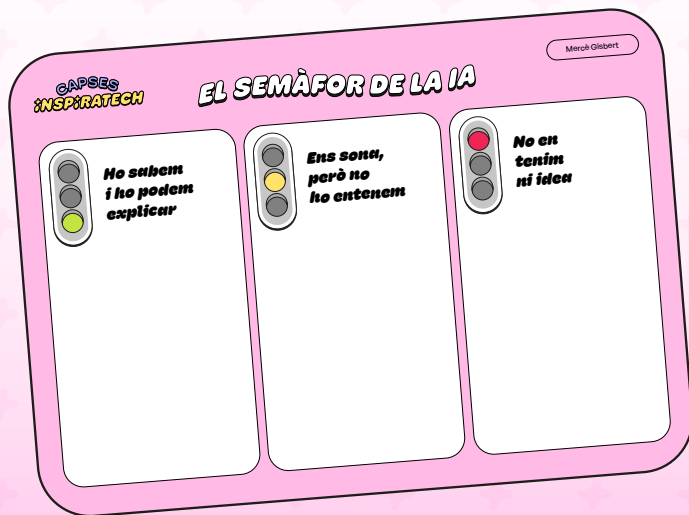 CAPSES
INSPIRATECH
EL SEMÀFOR DE LA IA
Mercè Gisbert
Ho sabem
i ho podem
explicar
Ens sona,
però no
ho entenem
No en
tenim
ni idea